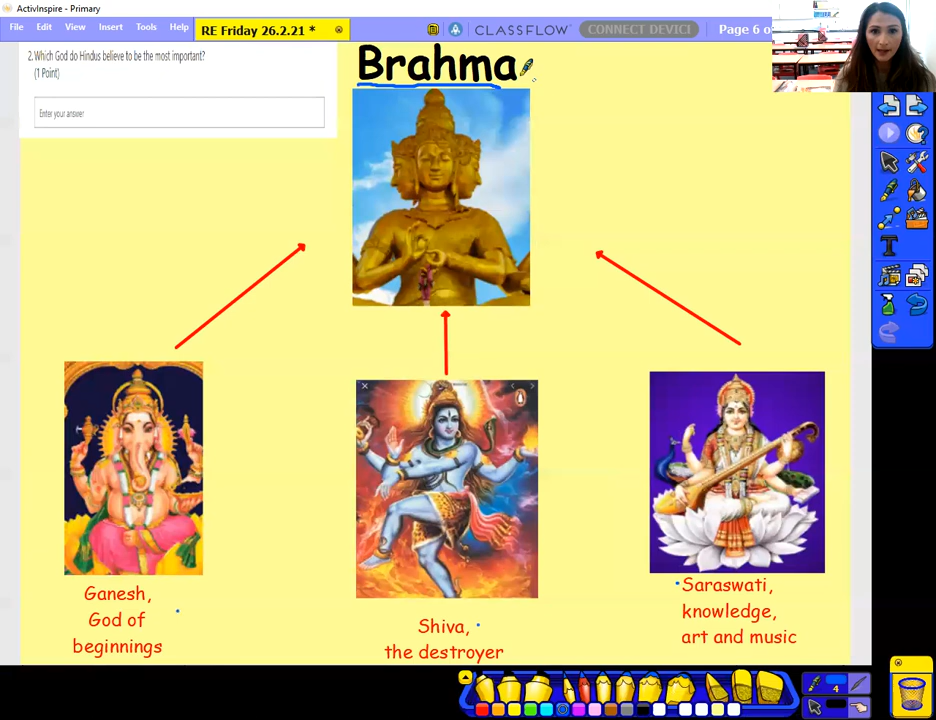 ActivInspire - Primary
File Edit View Insert Tools Help
RE Friday 26.2.21 *
CLASSFLOW
CONNECT DEVICE
Page 6 o
2. Which God do Hindus believe to be the most important?
(1 Point)
Enter your answer
Brahma
Ganesh,
God of
beginnings
Shiva,
the destroyer
Saraswati,
knowledge,
art and music
T
4